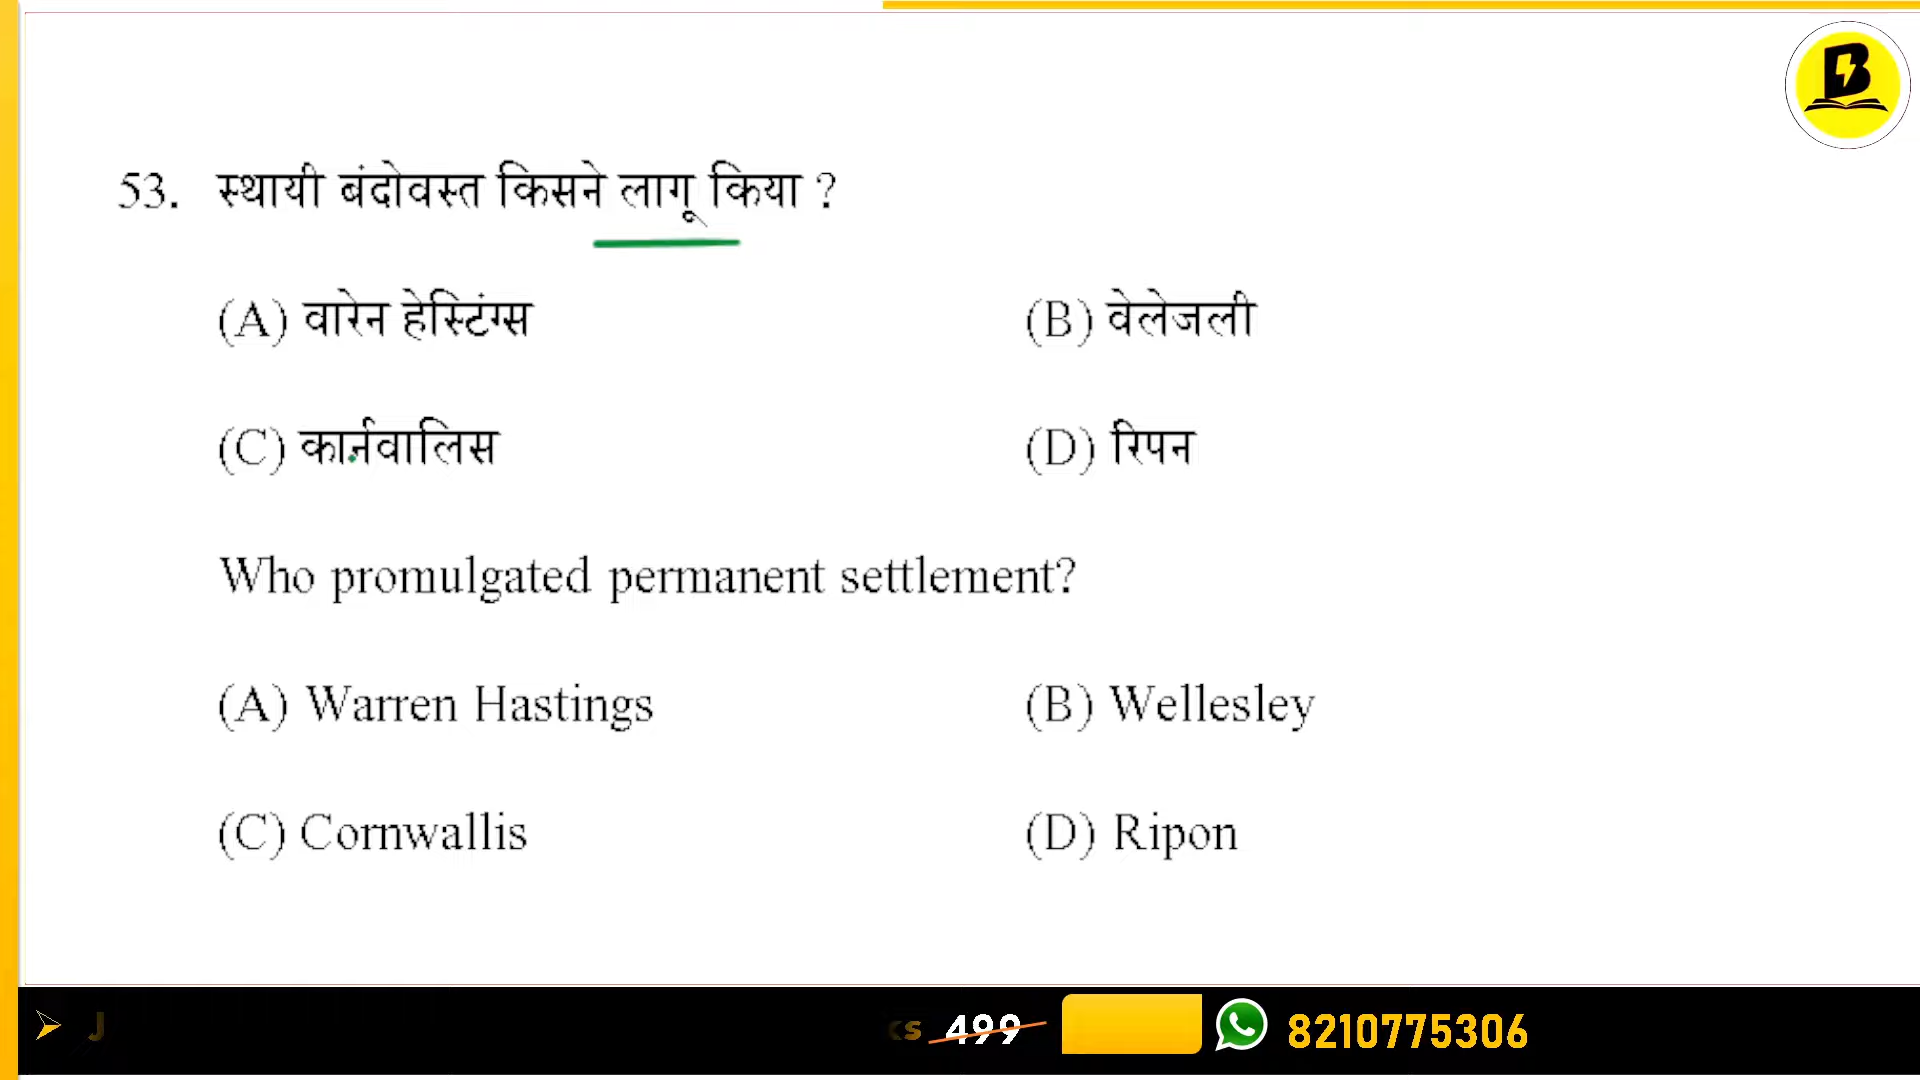 B
53. स्थायी बंदोवस्त किसने लागू किया ?
(A) वारेन हेस्टिंग्स (B) वेलेजली
(C) कार्नवालिस (D) रिपन
Who promulgated permanent settlement?
(A) Warren Hastings (B) Wellesley
(C) Cornwallis (D) Ripon
J 499 8210775306